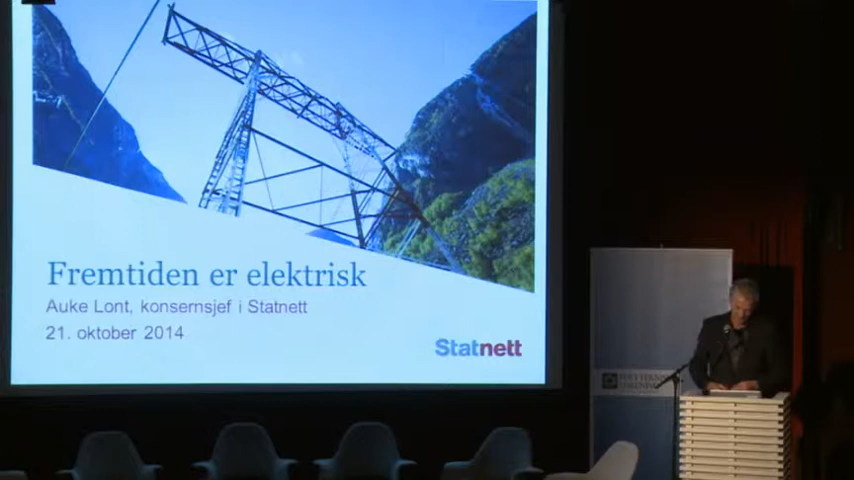 Fremtiden er elektrisk
Auke Lont, konsernsjef i Statnett
21. oktober 2014
Statnett